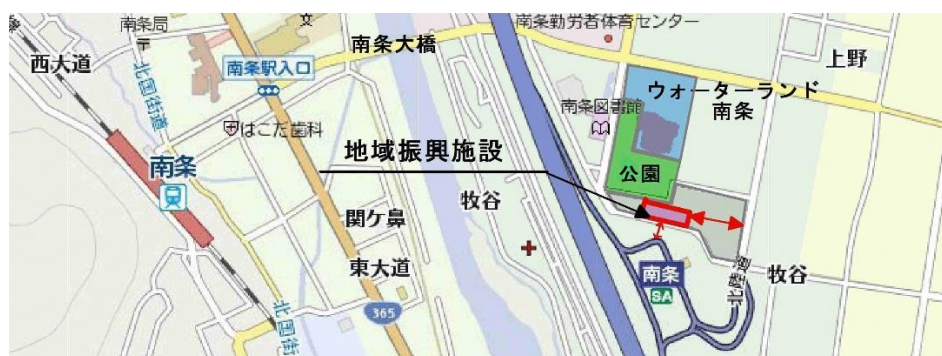 南条局
文
南条勤労者体育センター
西大道
南条大橋
上野
北国街道
南条駅入口
ウォーターランド
南条
南条図書館
はこだ歯科
地域振興施設
公園
南条
牧谷
関ケ鼻
東大道
南条
SA
北陸道
牧谷
365
北国街